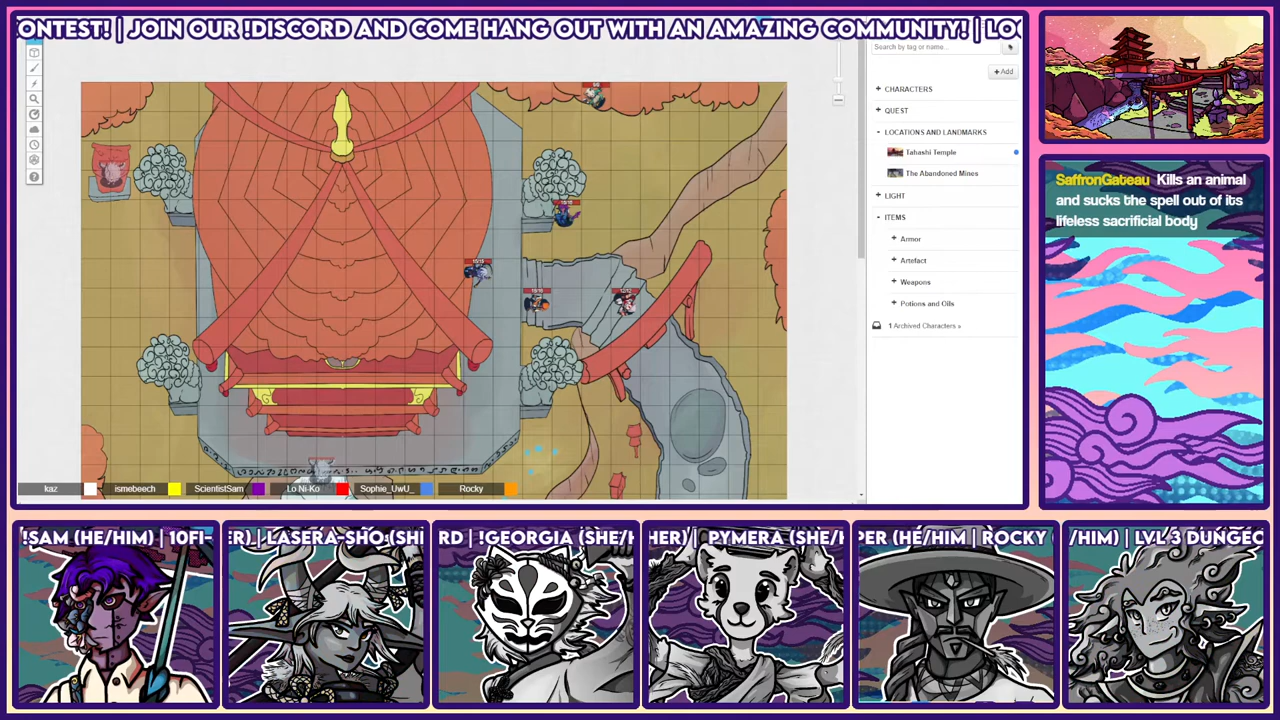 ONTEST! | JOIN OUR !DISCORD AND COME HANG OUT WITH AN AMAZING COMMUNITY! | LOO
Search by tag or name...
+ Add
+ CHARACTERS
+ QUEST
- LOCATIONS AND LANDMARKS
Tahashi Temple
The Abandoned Mines
+ LIGHT
- ITEMS
+ Armor
+ Artefact
+ Weapons
+ Potions and Oils
1 Archived Characters »
SaffronGateau Kills an animal
and sucks the spell out of its
lifeless sacrificial body
kaz
ismebeech
ScientistSam
Lo Ni-Ko
Sophie_UwU_
Rocky
!SAM (HE/HIM) | 10FI-
ER) | LASERA-SHO (SHI
RD | !GEORGIA (SHE/H
HER) | PYMERA (SHE/H
PER (HE/HIM | ROCKY (
/HIM) | LVL 3 DUNGEO